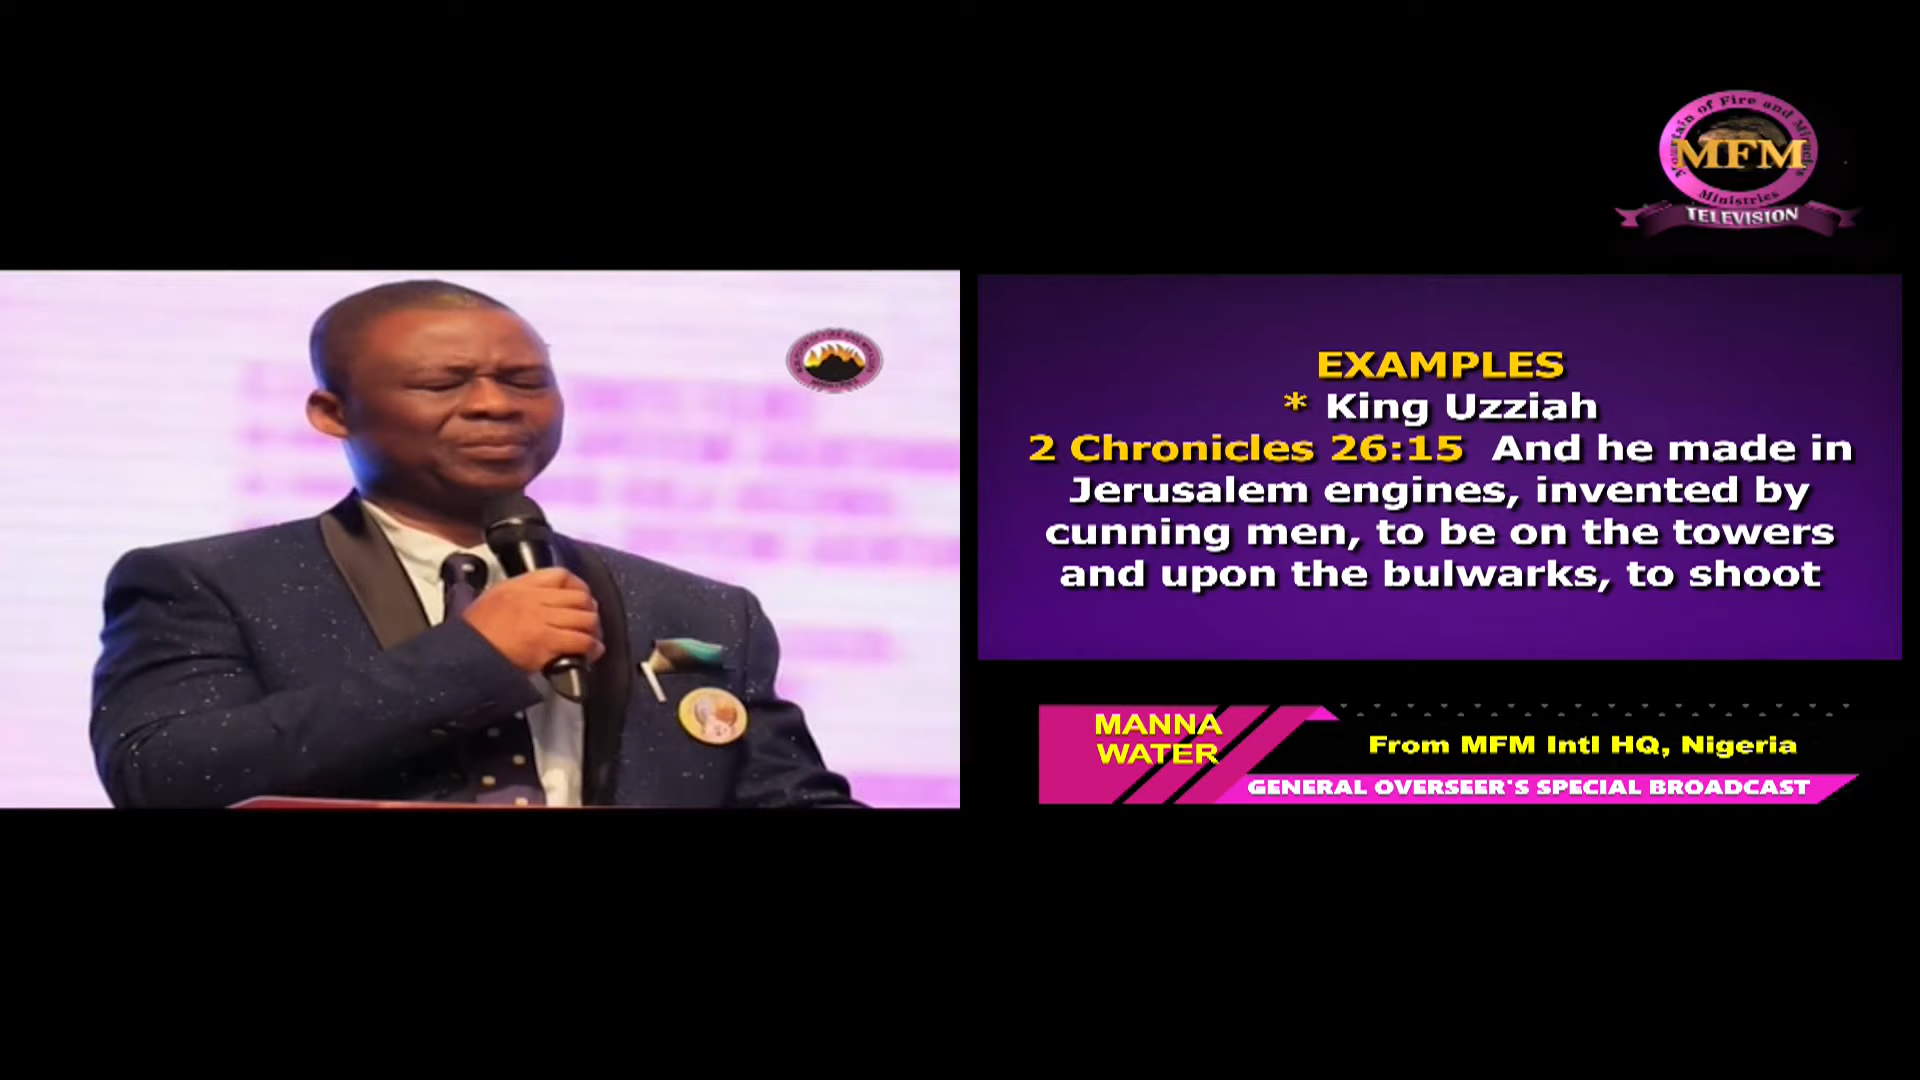 Mountain of Fire and Miracles
MFM
Ministries
TELEVISION
EXAMPLES
* King Uzziah
2 Chronicles 26:15 And he made in
Jerusalem engines, invented by
cunning men, to be on the towers
and upon the bulwarks, to shoot
MANNA
WATER
From MFM Intl HQ, Nigeria
GENERAL OVERSEER'S SPECIAL BROADCAST